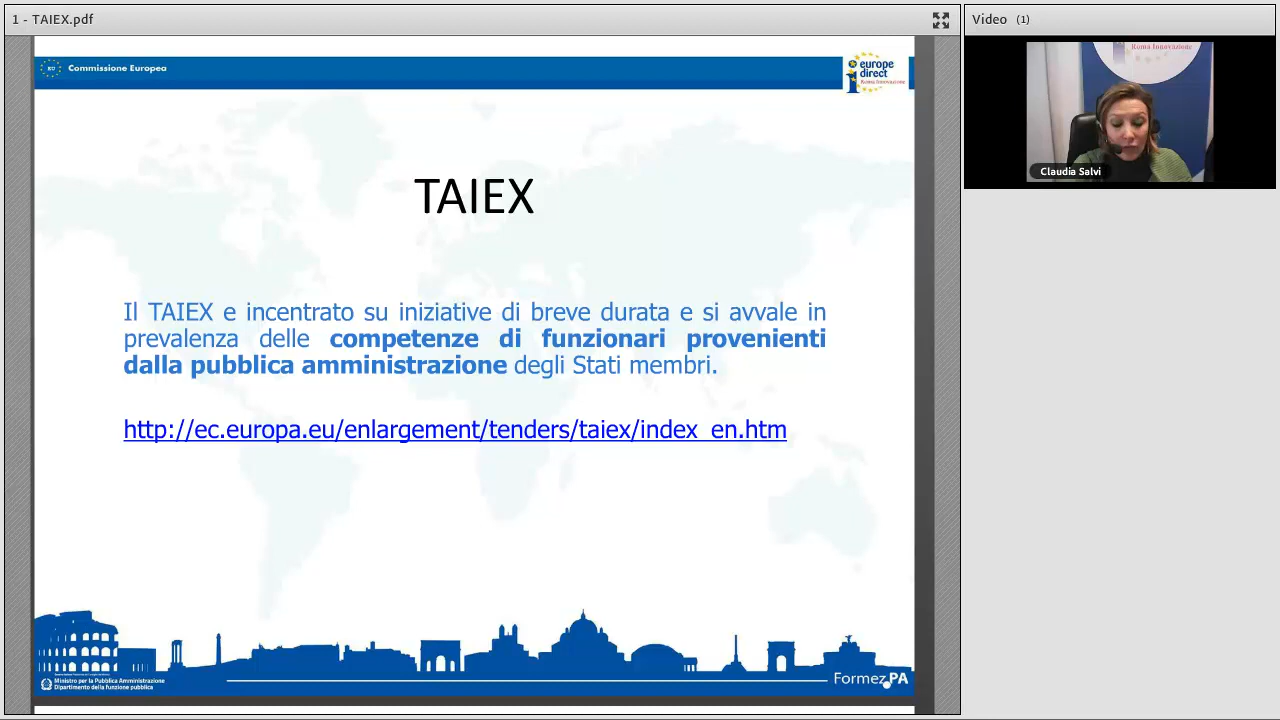 1 - TAIEX.pdf
Video (1)
Commissione Europea
europe
direct
Roma Innovazione
Roma Innovazione
Claudia Salvi
TAIEX
Il TAIEX e incentrato su iniziative di breve durata e si avvale in
prevalenza delle competenze di funzionari provenienti
dalla pubblica amministrazione degli Stati membri.
http://ec.europa.eu/enlargement/tenders/taiex/index_en.htm
Ministro per la Pubblica Amministrazione
Dipartimento della funzione pubblica
FormezPA